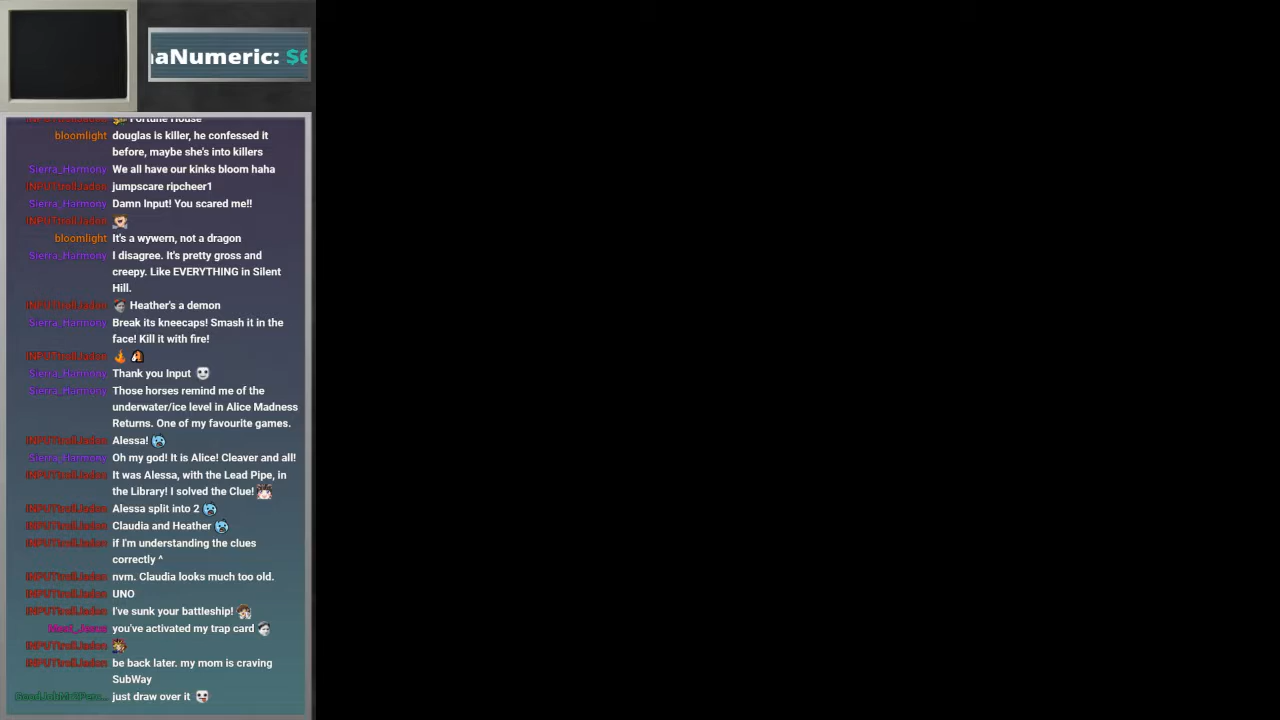 haNumeric: $6
Fortune House
bloomlight douglas is killer, he confessed it
before, maybe she's into killers
Sierra_Harmony We all have our kinks bloom haha
INPUTtrollJadon jumpscare ripcheer1
Sierra_Harmony Damn Input! You scared me!!
INPUTtrollJadon
bloomlight It's a wywern, not a dragon
Sierra_Harmony I disagree. It's pretty gross and
creepy. Like EVERYTHING in Silent
Hill.
INPUTtrollJadon Heather's a demon
Sierra_Harmony Break its kneecaps! Smash it in the
face! Kill it with fire!
INPUTtrollJadon
Sierra_Harmony Thank you Input
Sierra_Harmony Those horses remind me of the
underwater/ice level in Alice Madness
Returns. One of my favourite games.
INPUTtrollJadon Alessa!
Sierra_Harmony Oh my god! It is Alice! Cleaver and all!
INPUTtrollJadon It was Alessa, with the Lead Pipe, in
the Library! I solved the Clue!
INPUTtrollJadon Alessa split into 2
INPUTtrollJadon Claudia and Heather
INPUTtrollJadon if I'm understanding the clues
correctly ^
INPUTtrollJadon nvm. Claudia looks much too old.
INPUTtrollJadon UNO
INPUTtrollJadon I've sunk your battleship!
you've activated my trap card
INPUTtrollJadon
INPUTtrollJadon be back later. my mom is craving
SubWay
just draw over it